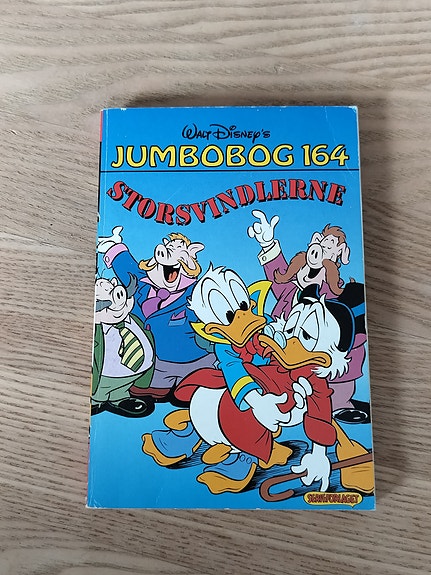 Walt Disney's
JUMBOBOG 164
STORSVINDLERNE
SERIEFORLAGET